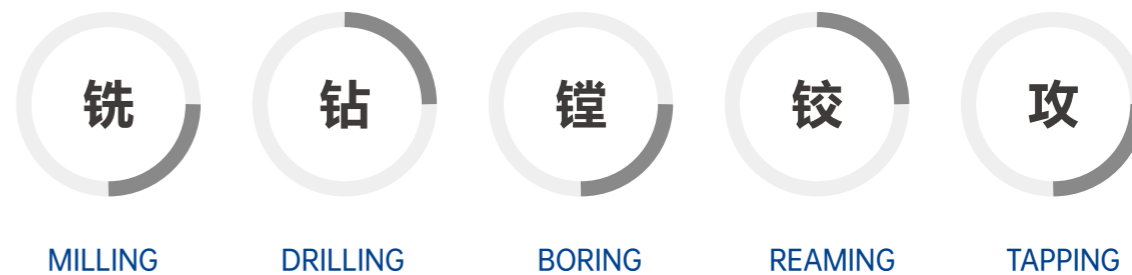 铣 钻 镗 铰 攻
MILLING DRILLING BORING REAMING TAPPING